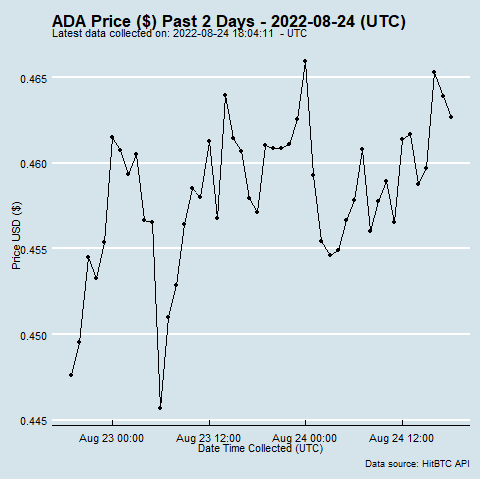 ADA Price ($) Past 2 Days - 2022-08-24 (UTC)
Latest data collected on: 2022-08-24 18:04:11  - UTC
0.465
0.460
0.455
0.450
0.445
Price USD ($)
Aug 23 00:00
Aug 23 12:00
Aug 24 00:00
Aug 24 12:00
Date Time Collected (UTC)
Data source: HitBTC API